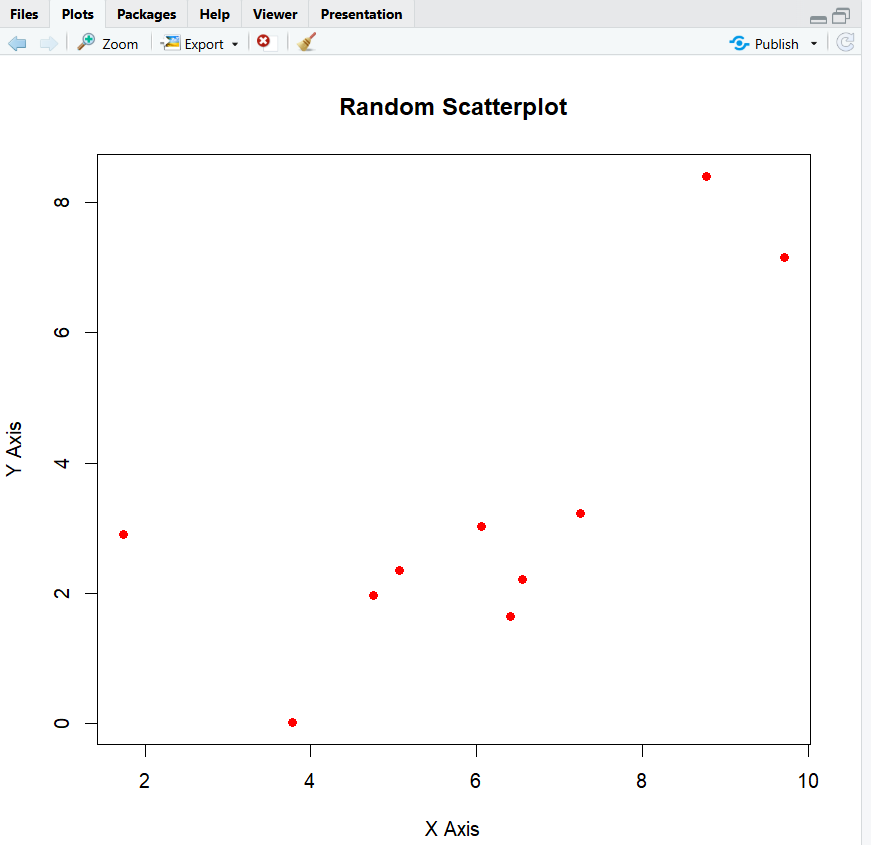 Files Plots Packages Help Viewer Presentation
Zoom Export Publish
Random Scatterplot
8
6
4
2
0
Y Axis
2 4 6 8 10
X Axis